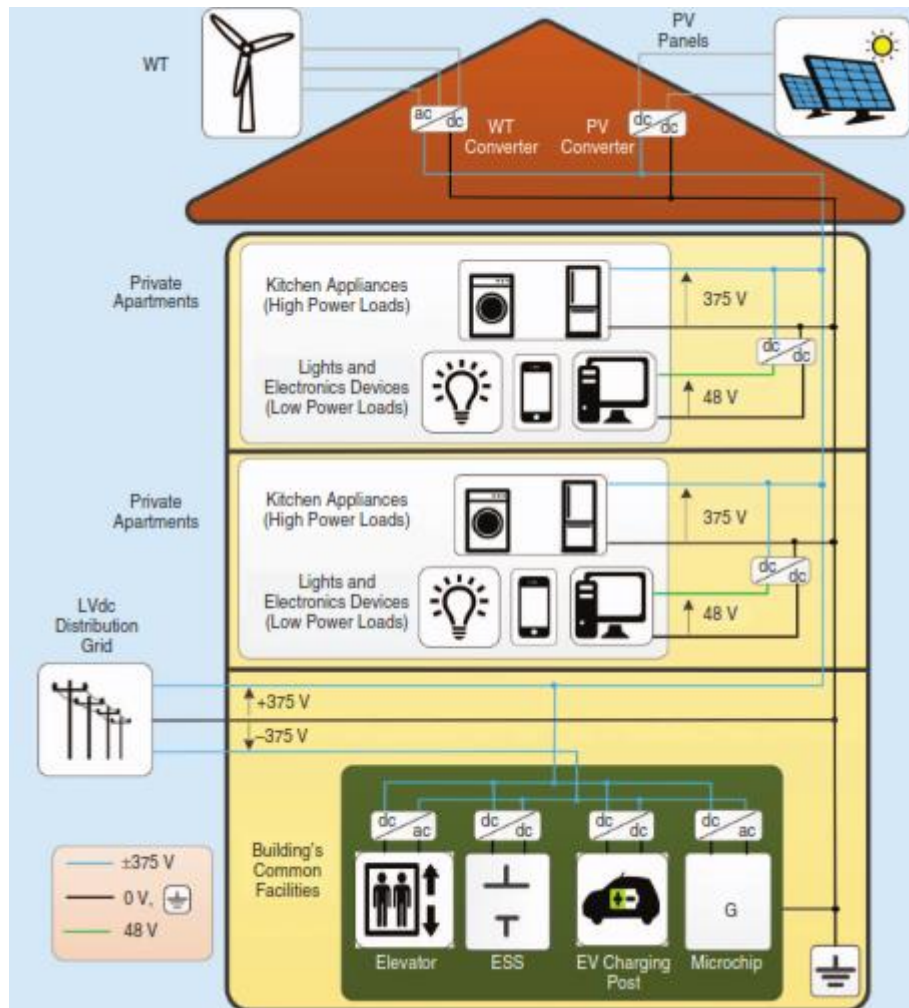 WT
PV
Panels
ac
dc
WT
Converter
PV
Converter
dc
dc
Private
Apartments
Kitchen Appliances
(High Power Loads)
375 V
dc
dc
Lights and
Electronics Devices
(Low Power Loads)
48 V
Private
Apartments
Kitchen Appliances
(High Power Loads)
375 V
dc
dc
Lights and
Electronics Devices
(Low Power Loads)
48 V
LVdc
Distribution
Grid
+375 V
–375 V
Building's
Common
Facilities
dc
ac
dc
dc
dc
dc
dc
ac
G
Elevator
ESS
EV Charging
Post
Microchip
±375 V
0 V,
48 V